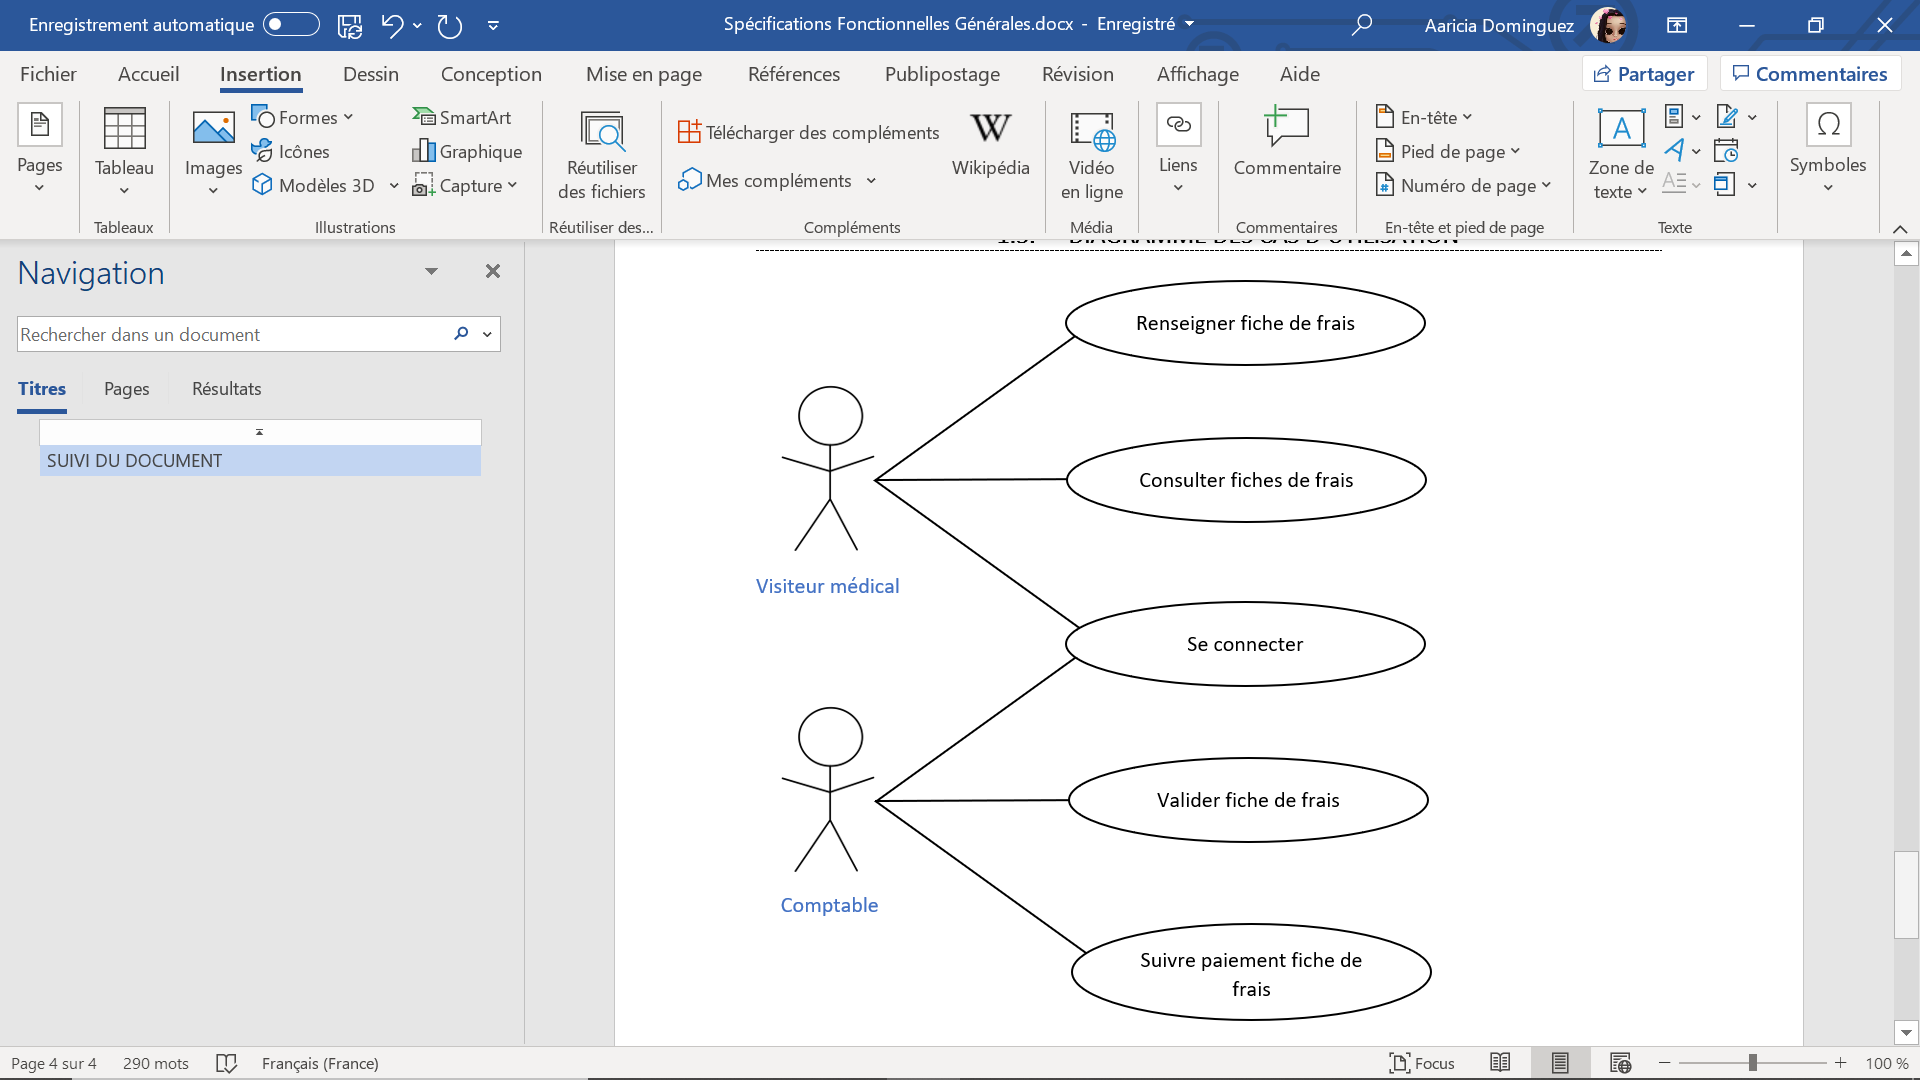 Enregistrement automatique
Spécifications Fonctionnelles Générales.docx - Enregistré
Aaricia Dominguez
Fichier Accueil Insertion Dessin Conception Mise en page Références Publipostage Révision Affichage Aide
Partager
Commentaires
Pages
Tableau
Tableaux
Images
Formes
Icônes
Modèles 3D
SmartArt
Graphique
Capture
Illustrations
Réutiliser
des fichiers
Réutiliser des...
Télécharger des compléments
Mes compléments
Wikipédia
Compléments
Vidéo
en ligne
Média
Liens
Commentaire
Commentaires
En-tête
Pied de page
Numéro de page
En-tête et pied de page
Zone de
texte
Texte
Symboles
Navigation
Rechercher dans un document
Titres Pages Résultats
SUIVI DU DOCUMENT
1.3. DIAGRAMME DES CAS D'UTILISATION
Renseigner fiche de frais
Consulter fiches de frais
Visiteur médical
Se connecter
Valider fiche de frais
Comptable
Suivre paiement fiche de
frais
Page 4 sur 4 290 mots Français (France)
Focus
100 %